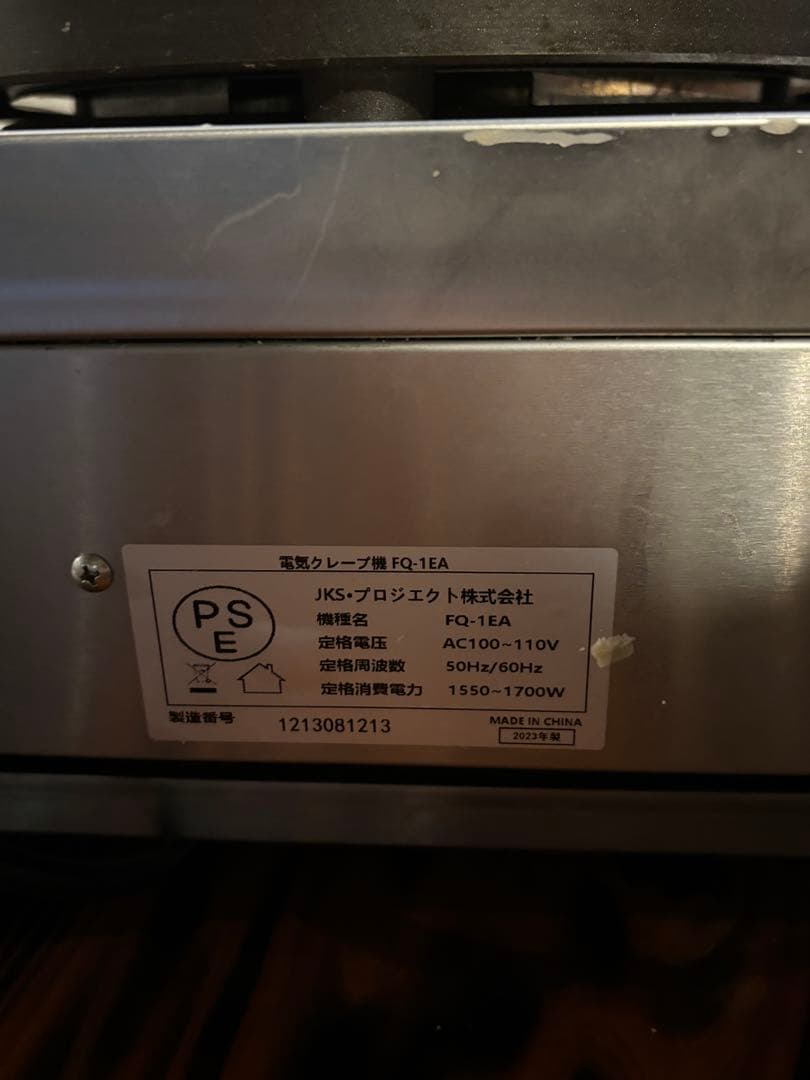 電気クレープ機 FQ-1EA
PS
E
JKS•プロジエクト株式会社
機種名 FQ-1EA
定格電圧 AC100~110V
定格周波数 50Hz/60Hz
定格消費電力 1550~1700W
製造番号 1213081213
MADE IN CHINA
2023年製